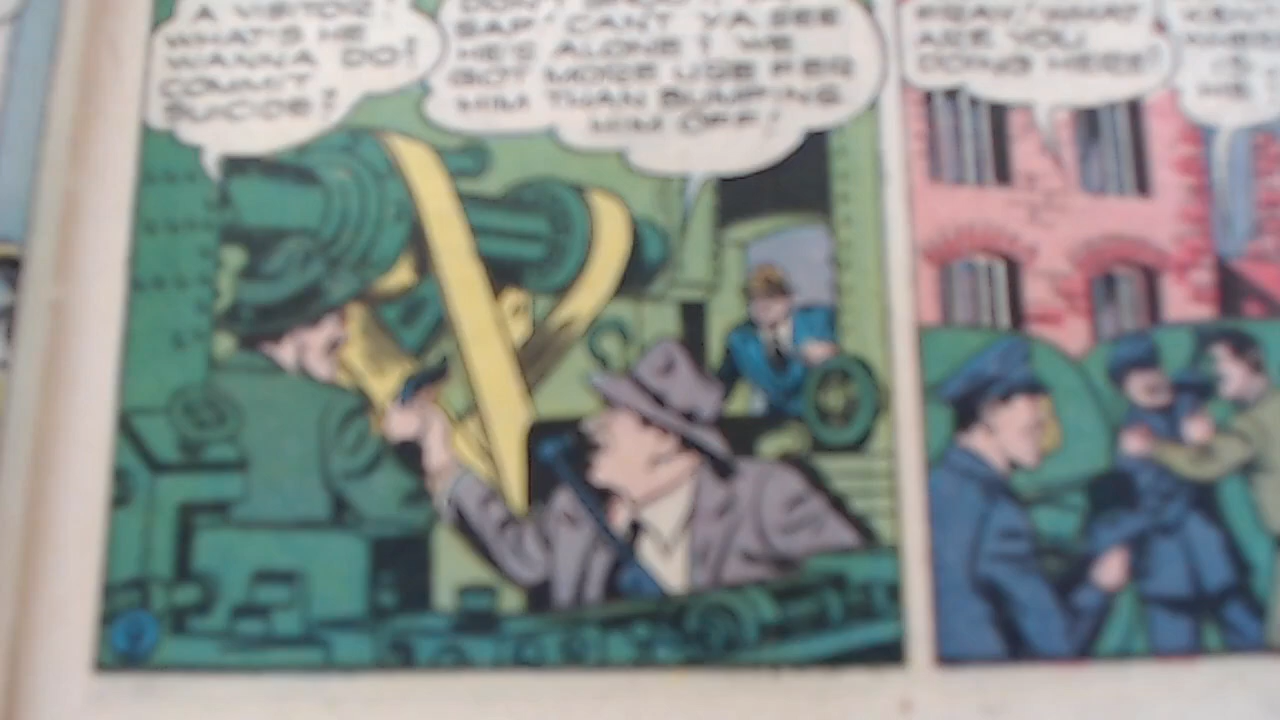 A VISITOR!
WHAT'S HE
WANNA DO?
COMMIT
SUICIDE?
SAP! CAN'T YA SEE
HE'S ALONE? WE
GOT MORE USE FER
HIM THAN BUMPING
HIM OFF!
WHAT
ARE YOU
DOING HERE?